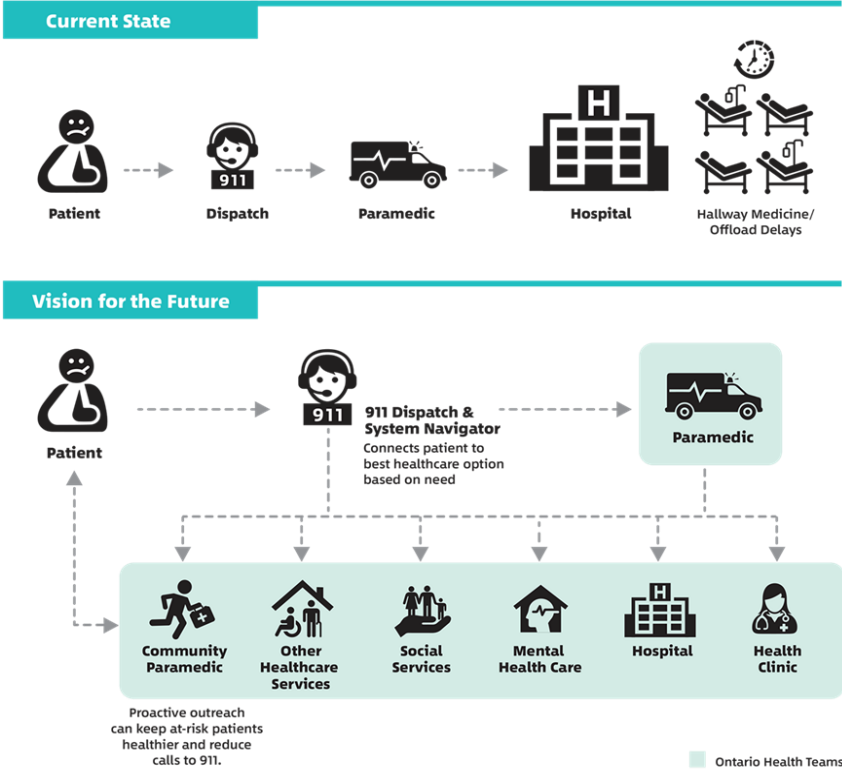 Current State
911
H
Patient
Dispatch
Paramedic
Hospital
Hallway Medicine/
Offload Delays
Vision for the Future
911
Patient
911 Dispatch &
System Navigator
Connects patient to
best healthcare option
based on need
Paramedic
H
Community
Paramedic
Other
Healthcare
Services
Social
Services
Mental
Health Care
Hospital
Health
Clinic
Proactive outreach
can keep at-risk patients
healthier and reduce
calls to 911.
Ontario Health Teams